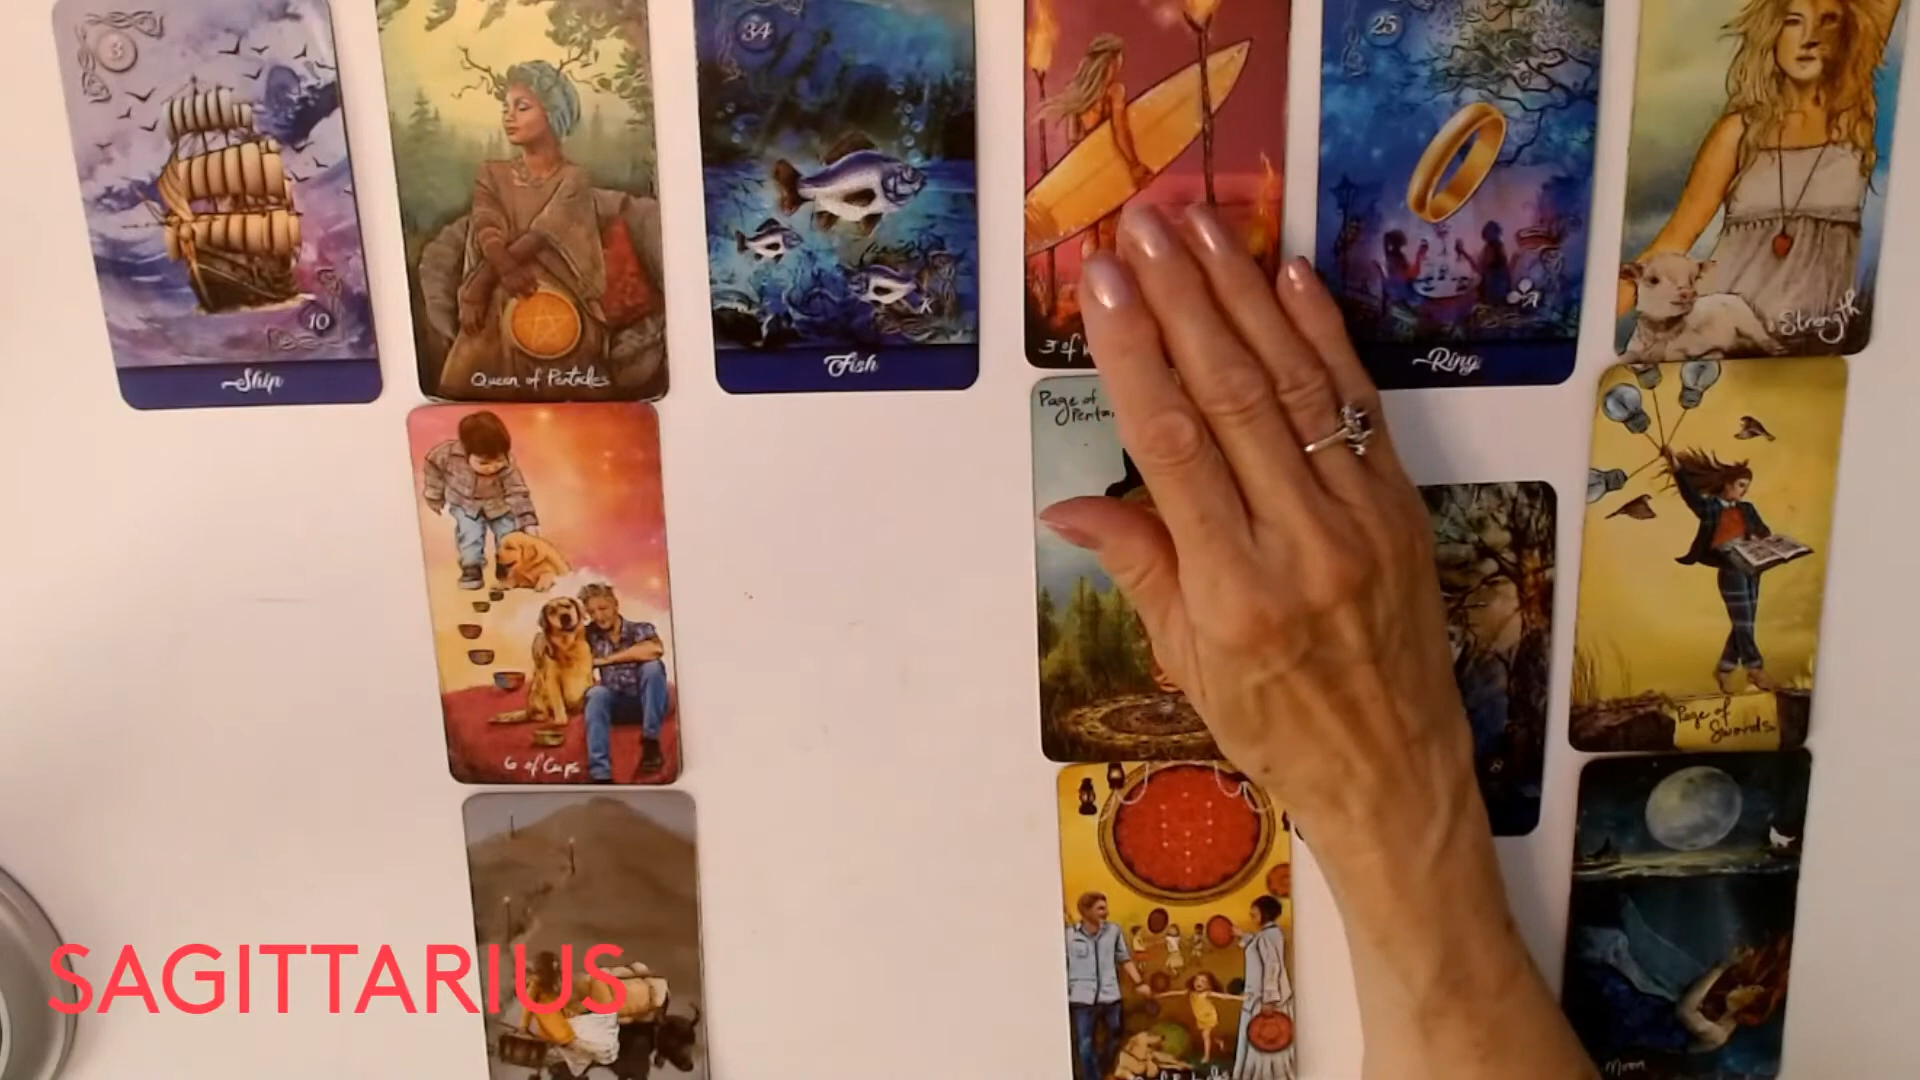 3
10
Ship
Queen of Pentacles
34
Fish
3 of
25
Ring
Strength
6 of Cups
Page of
Page of
Swords
Moon
SAGITTARIUS